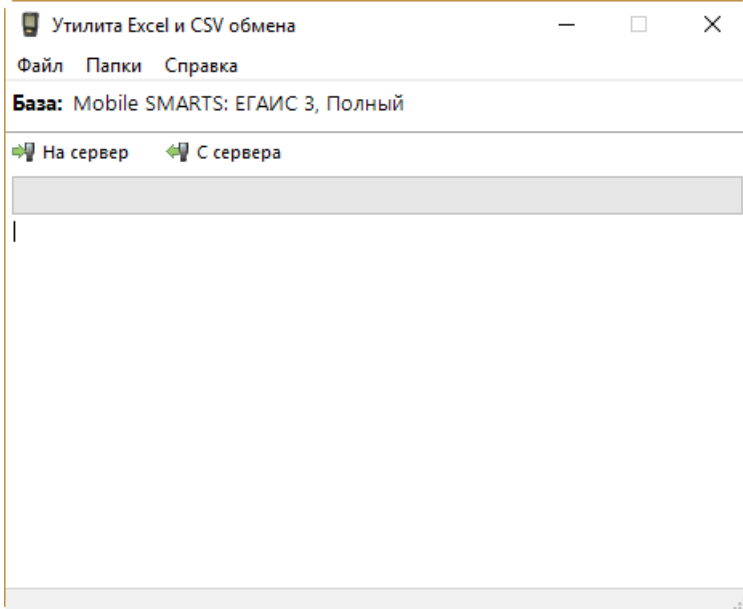 Утилита Excel и CSV обмена
Файл Папки Справка
База: Mobile SMARTS: ЕГАИС 3, Полный
На сервер С сервера